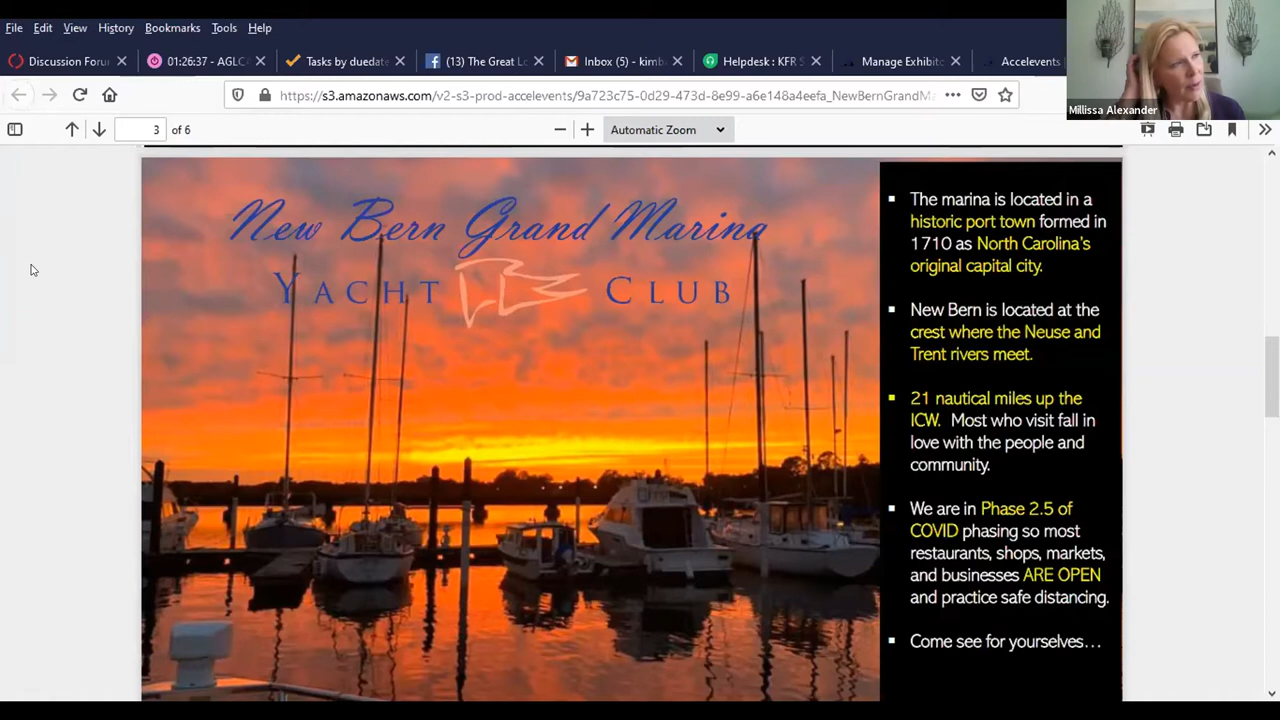 File Edit View History Bookmarks Tools Help
Discussion Foru
01:26:37 - AGLC
Tasks by duedate
(13) The Great Lo
Inbox (5) - kimb
Helpdesk : KFR S
Manage Exhibito
Accelevents
Millissa Alexander
https://s3.amazonaws.com/v2-s3-prod-accelevents/9a723c75-0d29-473d-8e99-a6e148a4eefa_NewBernGrandMa
3 of 6
Automatic Zoom
New Bern Grand Marina
YACHT CLUB
The marina is located in a
historic port town formed in
1710 as North Carolina's
original capital city.
New Bern is located at the
crest where the Neuse and
Trent rivers meet.
21 nautical miles up the
ICW. Most who visit fall in
love with the people and
community.
We are in Phase 2.5 of
COVID phasing so most
restaurants, shops, markets,
and businesses ARE OPEN
and practice safe distancing.
Come see for yourselves…